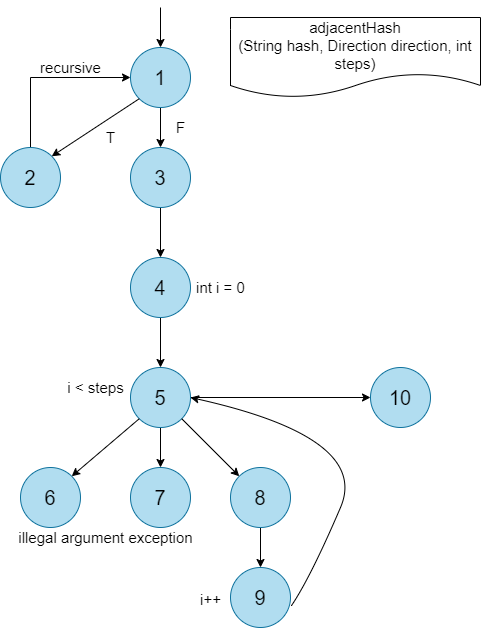 adjacentHash
(String hash, Direction direction, int
steps)
recursive
1
T
F
2
3
4
int i = 0
i < steps
5
10
6
7
8
illegal argument exception
i++
9